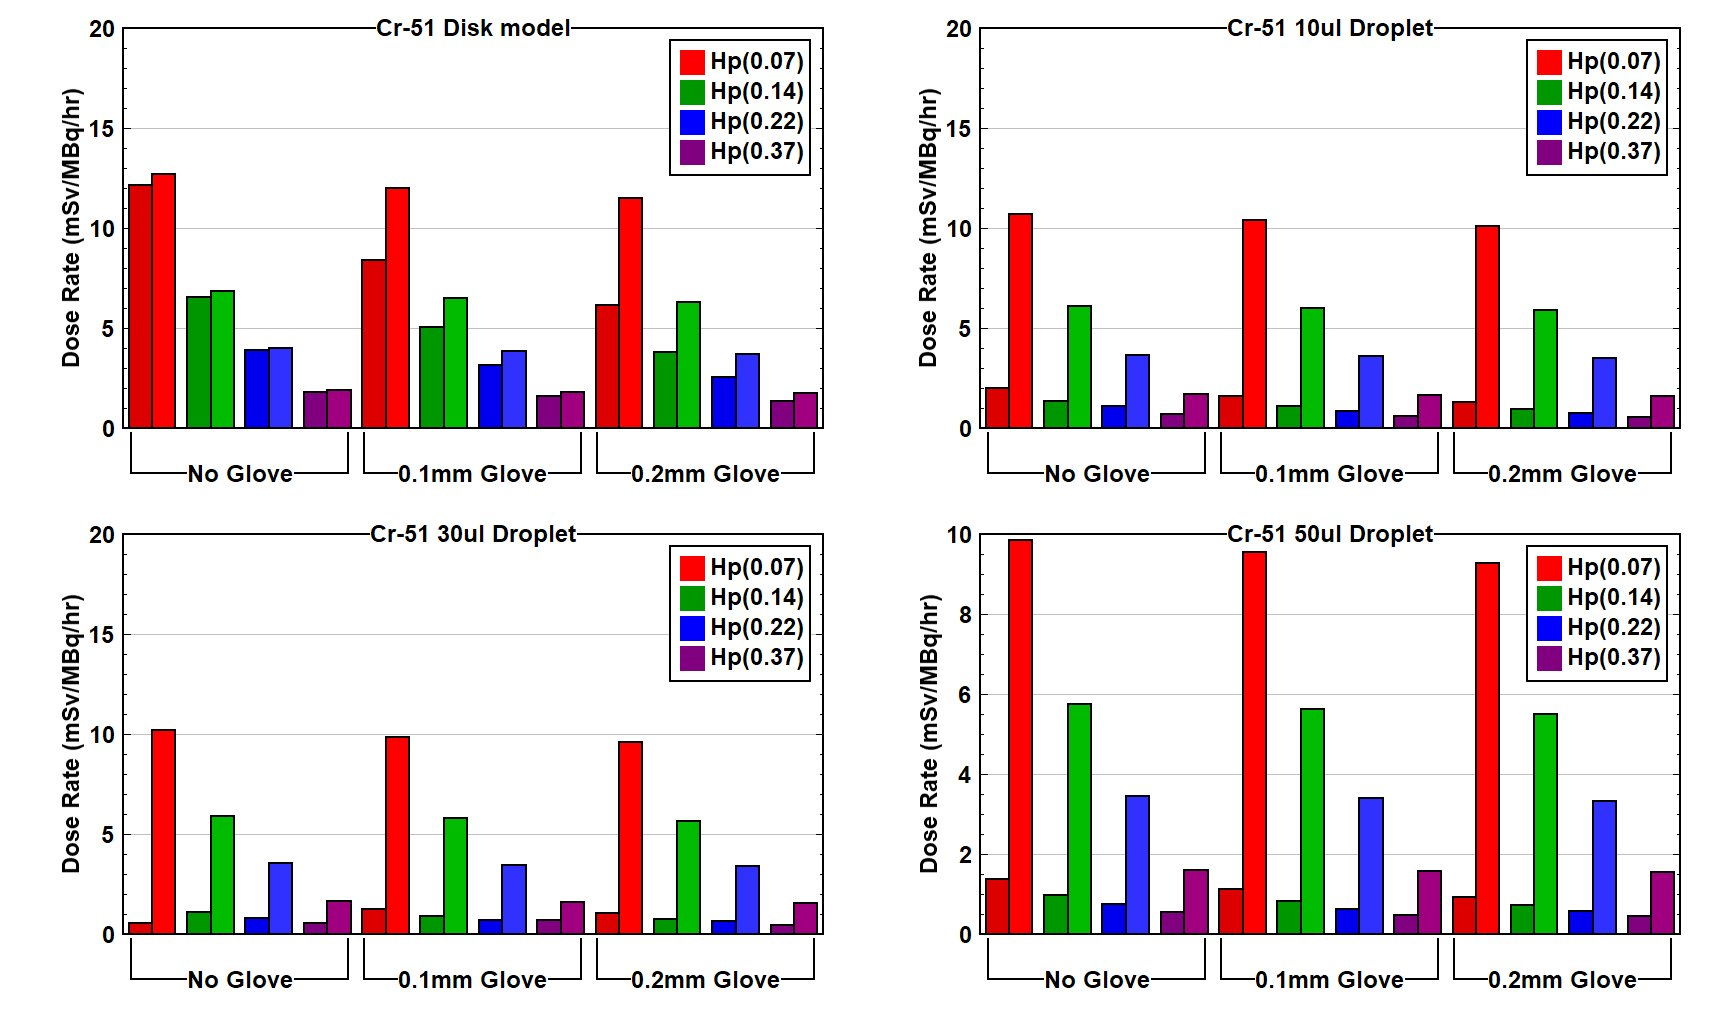 Cr-51 Disk model
20
15
10
5
0
Dose Rate (mSv/MBq/hr)
Hp(0.07)
Hp(0.14)
Hp(0.22)
Hp(0.37)
No Glove
0.1mm Glove
0.2mm Glove
Cr-51 10ul Droplet
20
15
10
5
0
Dose Rate (mSv/MBq/hr)
Hp(0.07)
Hp(0.14)
Hp(0.22)
Hp(0.37)
No Glove
0.1mm Glove
0.2mm Glove
Cr-51 30ul Droplet
20
15
10
5
0
Dose Rate (mSv/MBq/hr)
Hp(0.07)
Hp(0.14)
Hp(0.22)
Hp(0.37)
No Glove
0.1mm Glove
0.2mm Glove
Cr-51 50ul Droplet
10
8
6
4
2
0
Dose Rate (mSv/MBq/hr)
Hp(0.07)
Hp(0.14)
Hp(0.22)
Hp(0.37)
No Glove
0.1mm Glove
0.2mm Glove